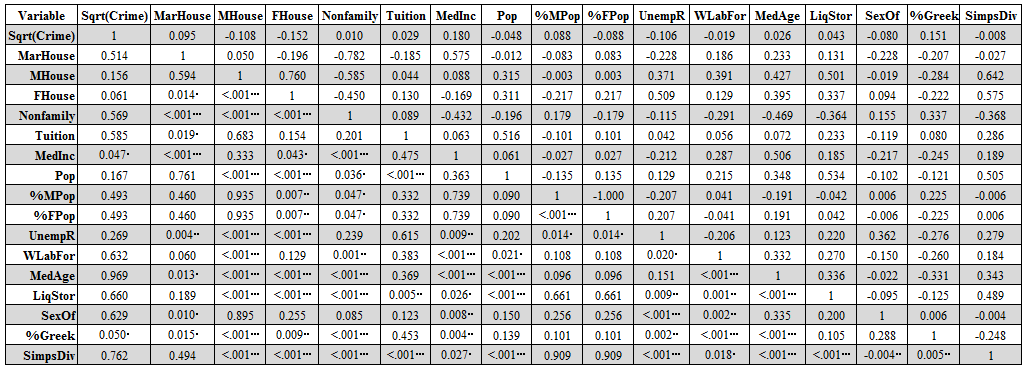 Variable Sqrt(Crime) MarHouse MHouse FHouse Nonfamily Tuition MedInc Pop %MPop %FPop UnempR WLabFor MedAge LiqStor SexOf %Greek SimpsDiv
Sqrt(Crime) 1 0.095 -0.108 -0.152 0.010 0.029 0.180 -0.048 0.088 -0.088 -0.106 -0.019 0.026 0.043 -0.080 0.151 -0.008
MarHouse 0.514 1 0.050 -0.196 -0.782 -0.185 0.575 -0.012 -0.083 0.083 -0.228 0.186 0.233 0.131 -0.228 -0.207 -0.027
MHouse 0.156 0.594 1 0.760 -0.585 0.044 0.088 0.315 -0.003 0.003 0.371 0.391 0.427 0.501 -0.019 -0.284 0.642
FHouse 0.061 0.014* <.001*** 1 -0.450 0.130 -0.169 0.311 -0.217 0.217 0.509 0.129 0.395 0.337 0.094 -0.222 0.575
Nonfamily 0.569 <.001*** <.001*** <.001*** 1 0.089 -0.432 -0.196 0.179 -0.179 -0.115 -0.291 -0.469 -0.364 0.155 0.337 -0.368
Tuition 0.585 0.019* 0.683 0.154 0.201 1 0.063 0.516 -0.101 0.101 0.042 0.056 0.072 0.233 -0.119 0.080 0.286
MedInc 0.047* <.001*** 0.333 0.043* <.001*** 0.475 1 0.061 -0.027 0.027 -0.212 0.287 0.506 0.185 -0.217 -0.245 0.189
Pop 0.167 0.761 <.001*** <.001*** 0.036* <.001*** 0.363 1 -0.135 0.135 0.129 0.215 0.348 0.534 -0.102 -0.121 0.505
%MPop 0.493 0.460 0.935 0.007** 0.047* 0.332 0.739 0.090 1 -1.000 -0.207 0.041 -0.191 -0.042 0.006 0.225 -0.006
%FPop 0.493 0.460 0.935 0.007** 0.047* 0.332 0.739 0.090 <.001*** 1 0.207 -0.041 0.191 0.042 -0.006 -0.225 0.006
UnempR 0.269 0.004** <.001*** <.001*** 0.239 0.615 0.009** 0.202 0.014* 0.014* 1 -0.206 0.123 0.220 0.362 -0.276 0.279
WLabFor 0.632 0.060 <.001*** 0.129 0.001** 0.383 <.001*** 0.021* 0.108 0.108 0.020* 1 0.332 0.270 -0.150 -0.260 0.184
MedAge 0.969 0.013* <.001*** <.001*** <.001*** 0.369 <.001*** <.001*** 0.096 0.096 0.151 <.001*** 1 0.336 -0.022 -0.331 0.343
LiqStor 0.660 0.189 <.001*** <.001*** <.001*** 0.005** 0.026* <.001*** 0.661 0.661 0.009** 0.001** <.001*** 1 -0.095 -0.125 0.489
SexOf 0.629 0.010* 0.895 0.255 0.085 0.123 0.008** 0.150 0.256 0.256 <.001*** 0.002** 0.335 0.200 1 0.006 -0.004
%Greek 0.050* 0.015* <.001*** 0.009** <.001*** 0.453 0.004** 0.139 0.101 0.101 0.002** <.001*** <.001*** 0.105 0.288 1 -0.248
SimpsDiv 0.762 0.494 <.001*** <.001*** <.001*** <.001*** 0.027* <.001*** 0.909 0.909 <.001*** 0.018* <.001*** <.001*** -0.004** 0.005** 1